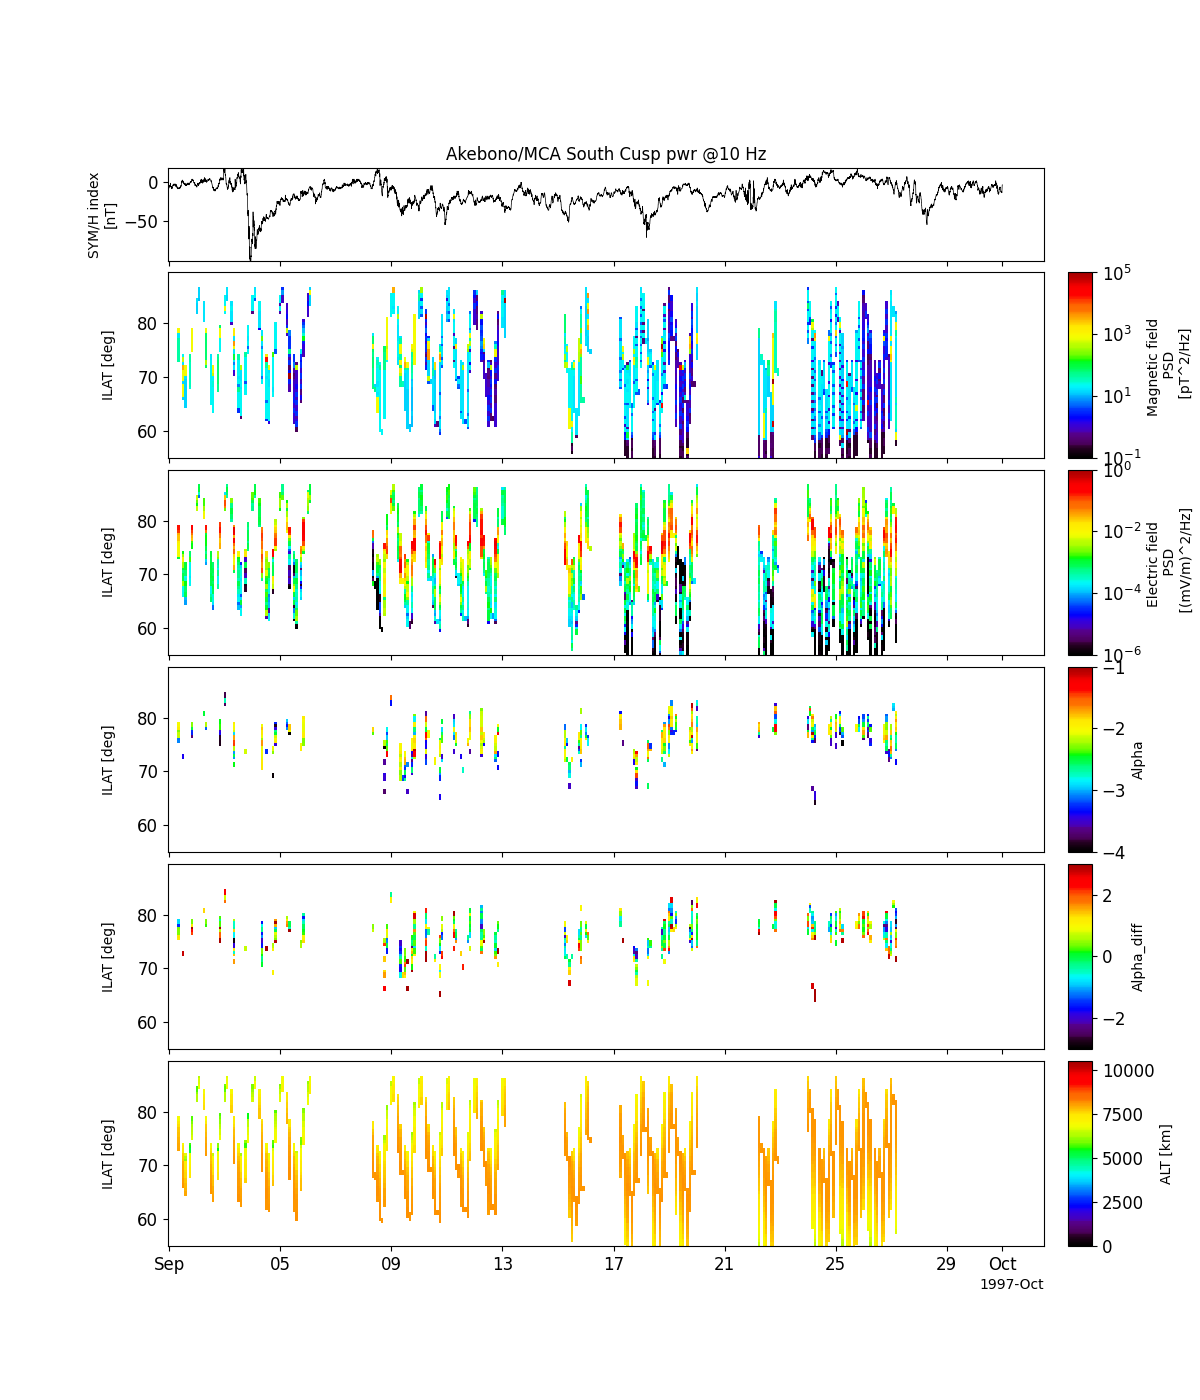 Akebono/MCA South Cusp pwr @10 Hz
SYM/H index
[nT]
0
−50
ILAT [deg]
80
70
60
10^5
10^3
10^1
10^−1
Magnetic field
PSD
[pT^2/Hz]
ILAT [deg]
80
70
60
10^0
10^−2
10^−4
10^−6
Electric field
PSD
[(mV/m)^2/Hz]
ILAT [deg]
80
70
60
−1
−2
−3
−4
Alpha
ILAT [deg]
80
70
60
2
0
−2
Alpha_diff
ILAT [deg]
80
70
60
10000
7500
5000
2500
0
ALT [km]
Sep 05 09 13 17 21 25 29 Oct
1997-Oct